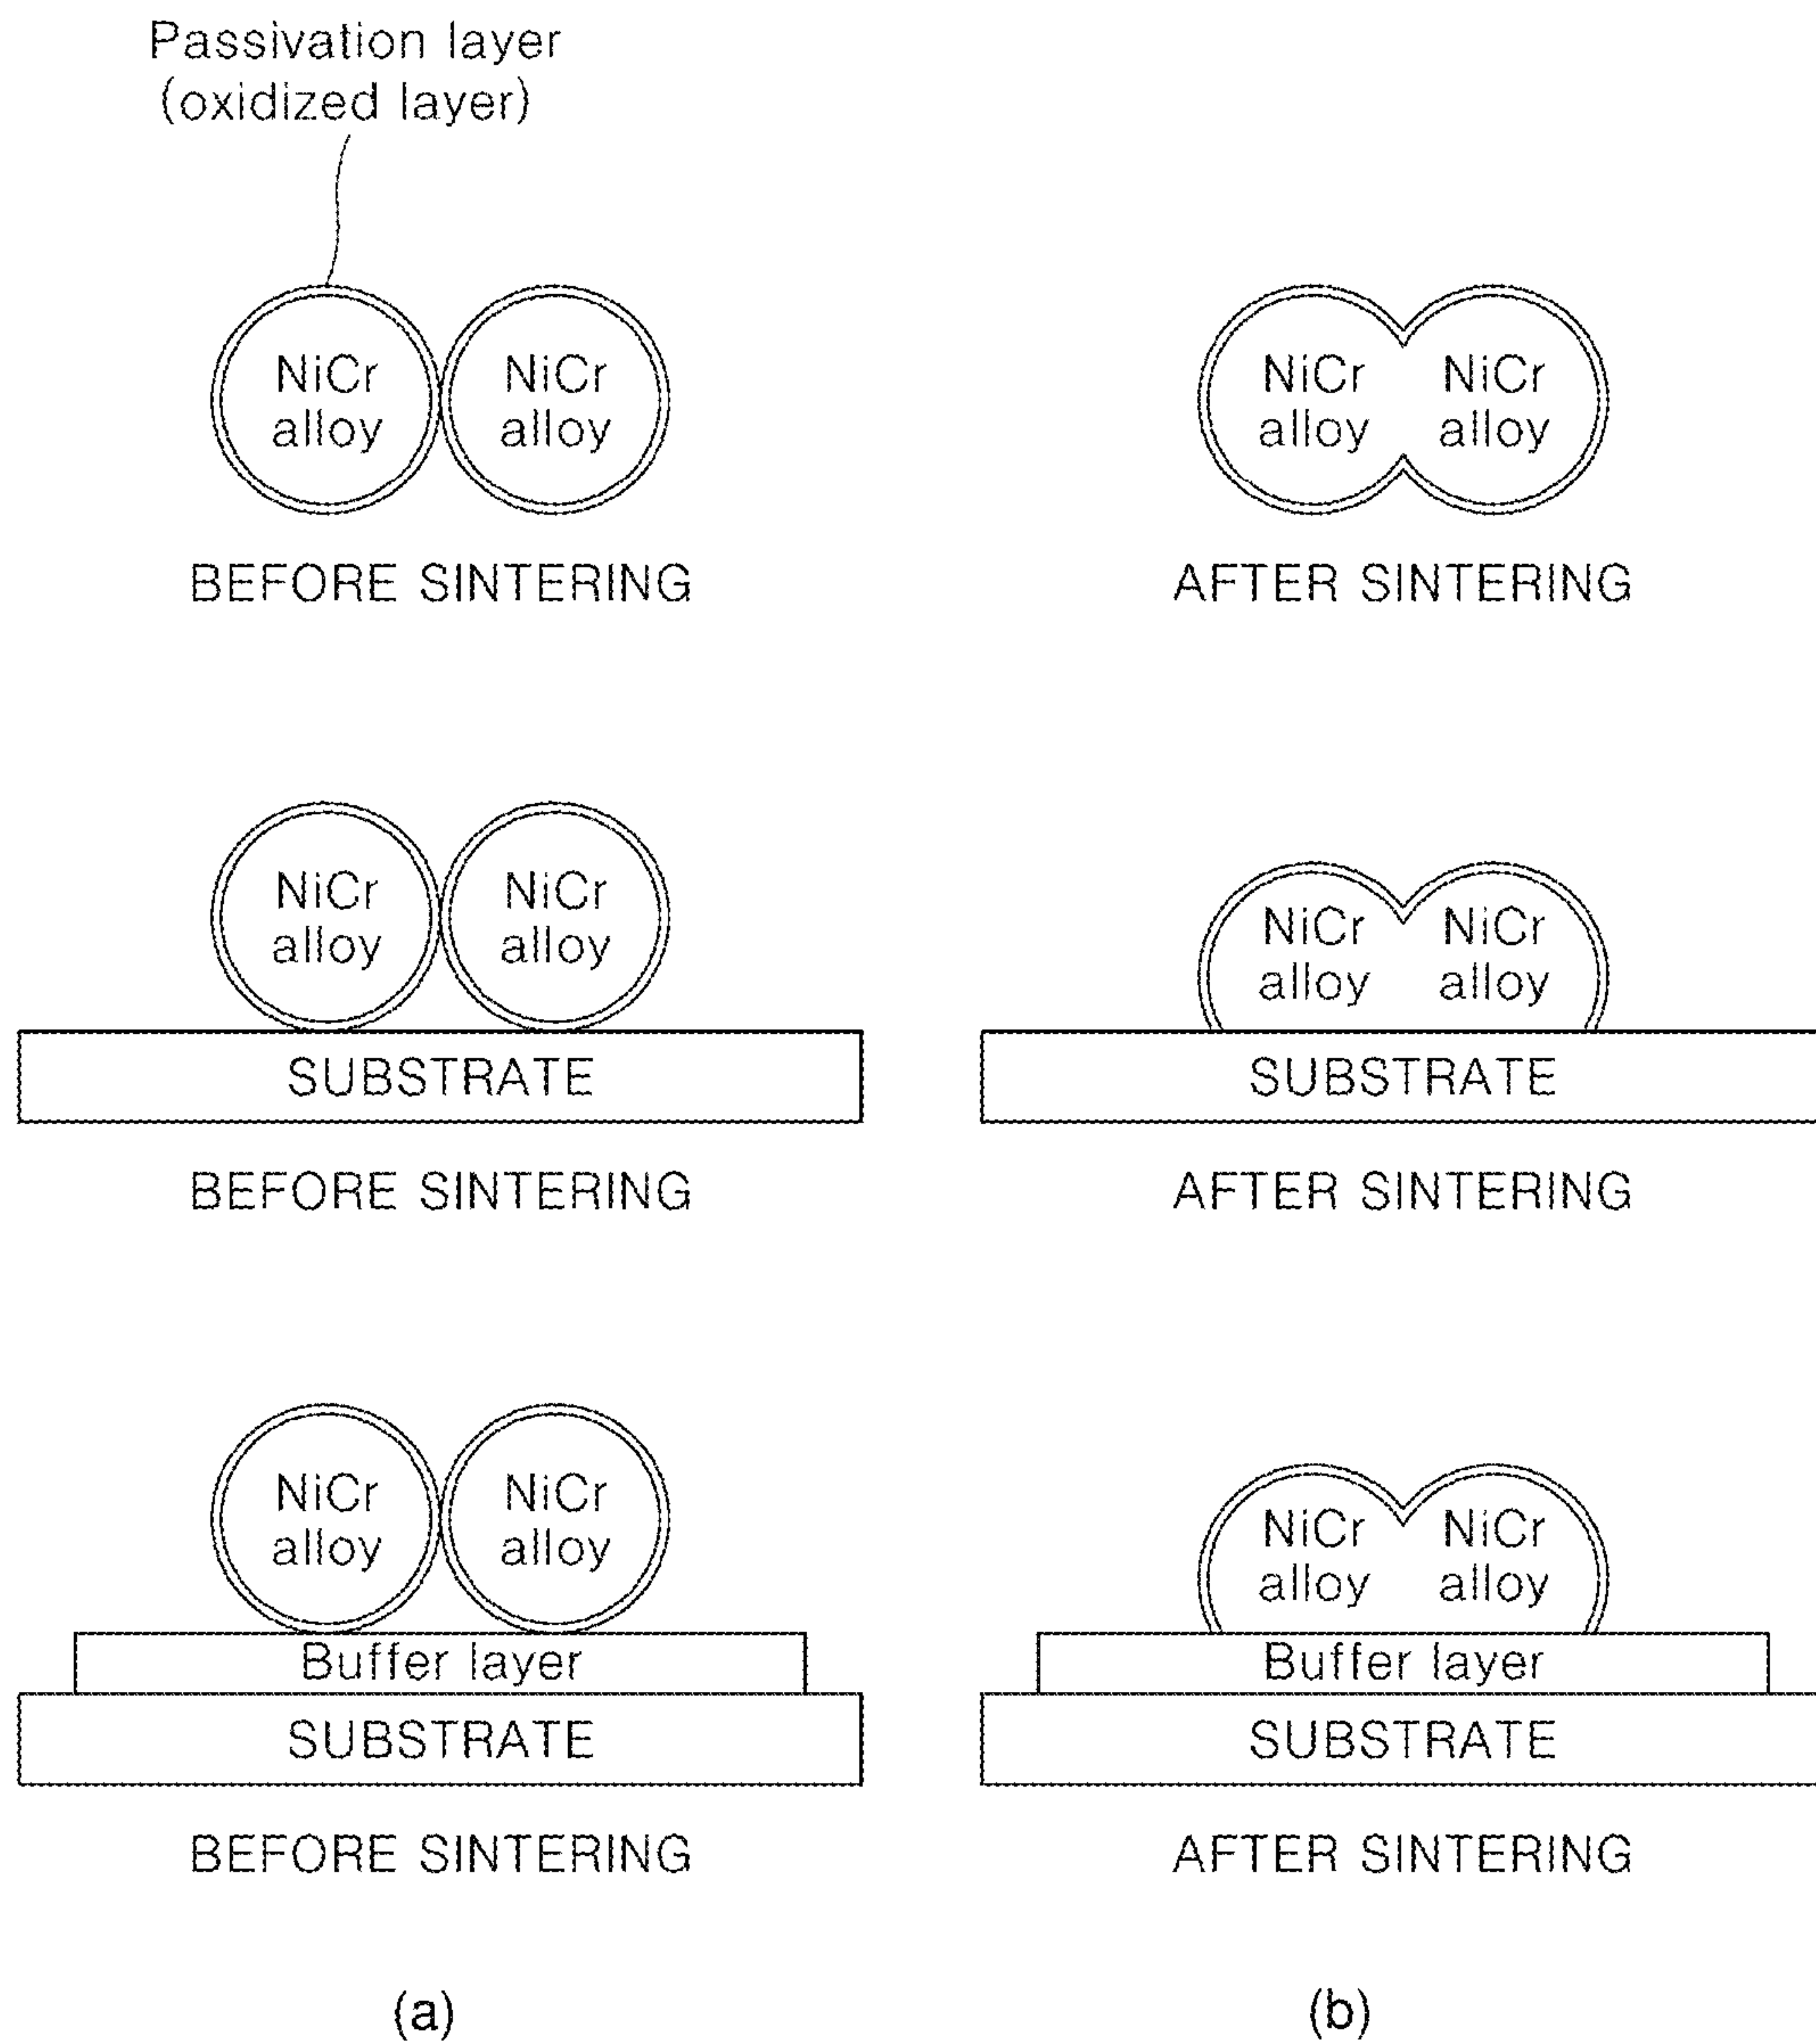 Passivation layer
(oxidized layer)
NiCr
alloy
NiCr
alloy
NiCr
alloy
NiCr
alloy
BEFORE SINTERING
AFTER SINTERING
NiCr
alloy
NiCr
alloy
NiCr
alloy
NiCr
alloy
SUBSTRATE
SUBSTRATE
BEFORE SINTERING
AFTER SINTERING
NiCr
alloy
NiCr
alloy
NiCr
alloy
NiCr
alloy
Buffer layer
Buffer layer
SUBSTRATE
SUBSTRATE
BEFORE SINTERING
AFTER SINTERING
(a)
(b)